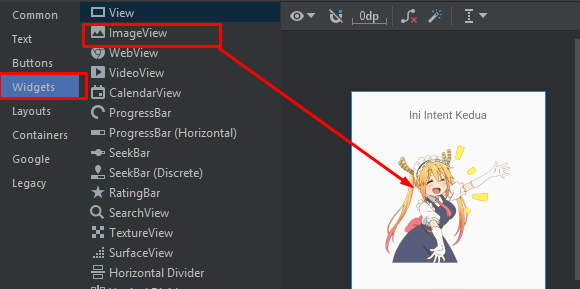 Common
Text
Buttons
Widgets
Layouts
Containers
Google
Legacy
View
ImageView
WebView
VideoView
CalendarView
ProgressBar
ProgressBar (Horizontal)
SeekBar
SeekBar (Discrete)
RatingBar
SearchView
TextureView
SurfaceView
Horizontal Divider
0dp
Ini Intent Kedua